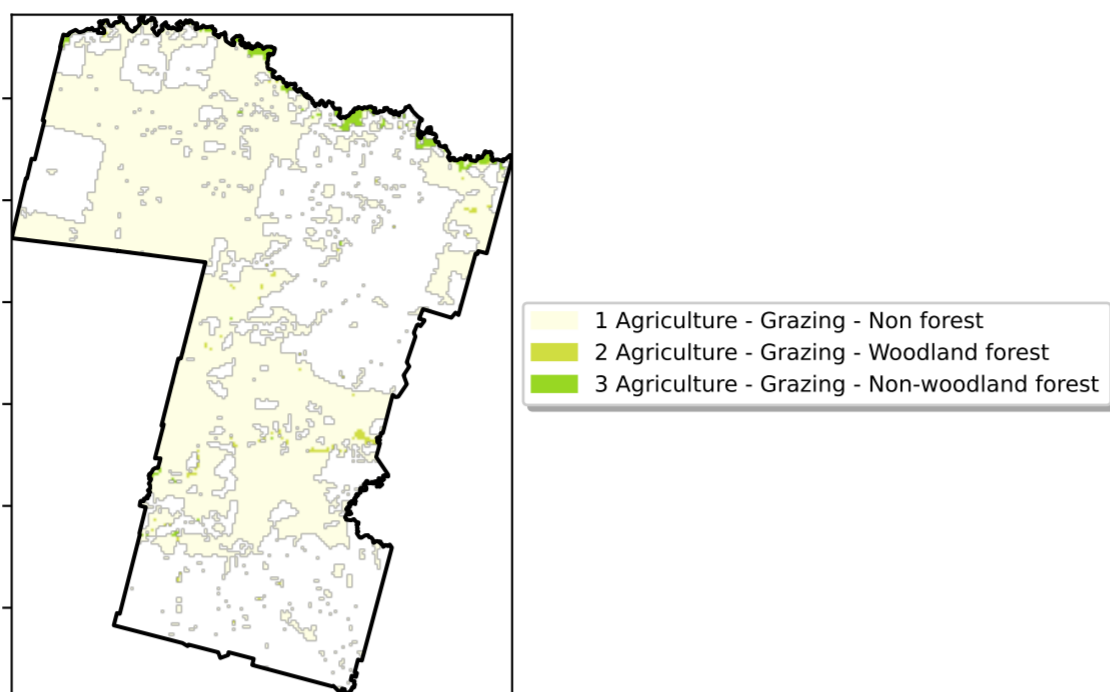 1 Agriculture - Grazing - Non forest
2 Agriculture - Grazing - Woodland forest
3 Agriculture - Grazing - Non-woodland forest